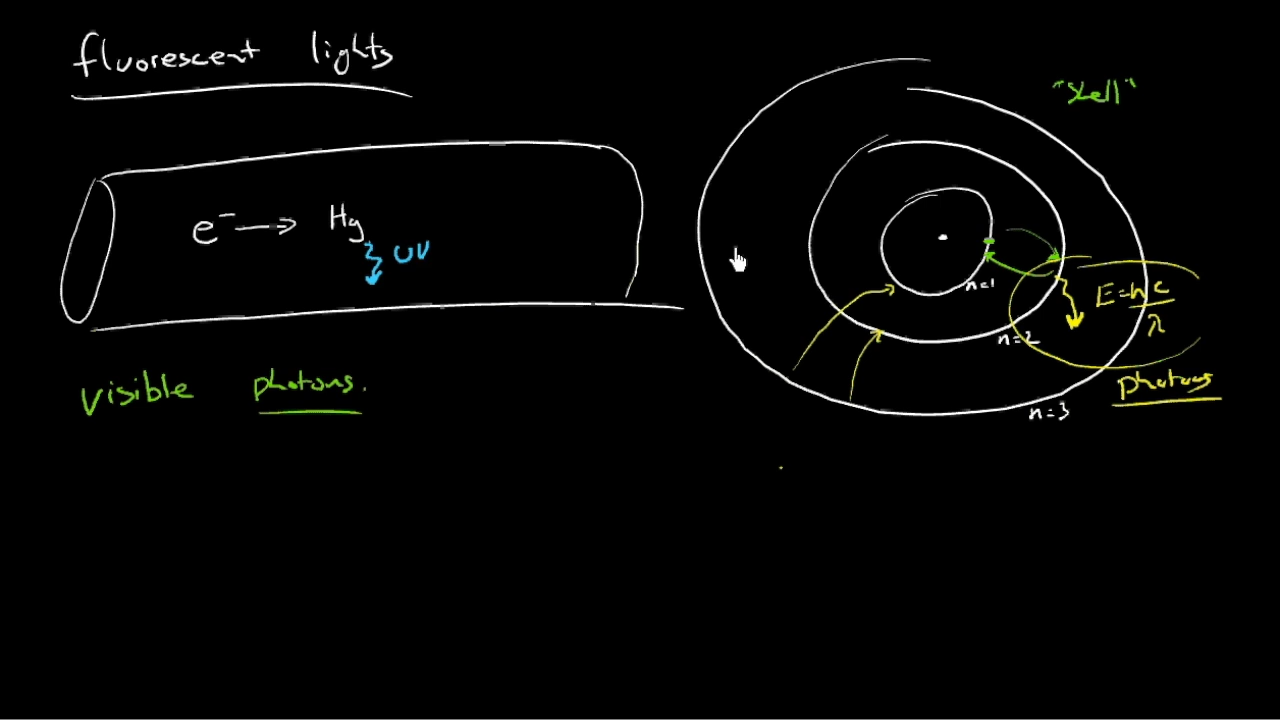 fluorescent lights
"Shell"
e⁻ → Hg
UV
n=1
E = hc/λ
n=2
visible photons.
photons
n=3